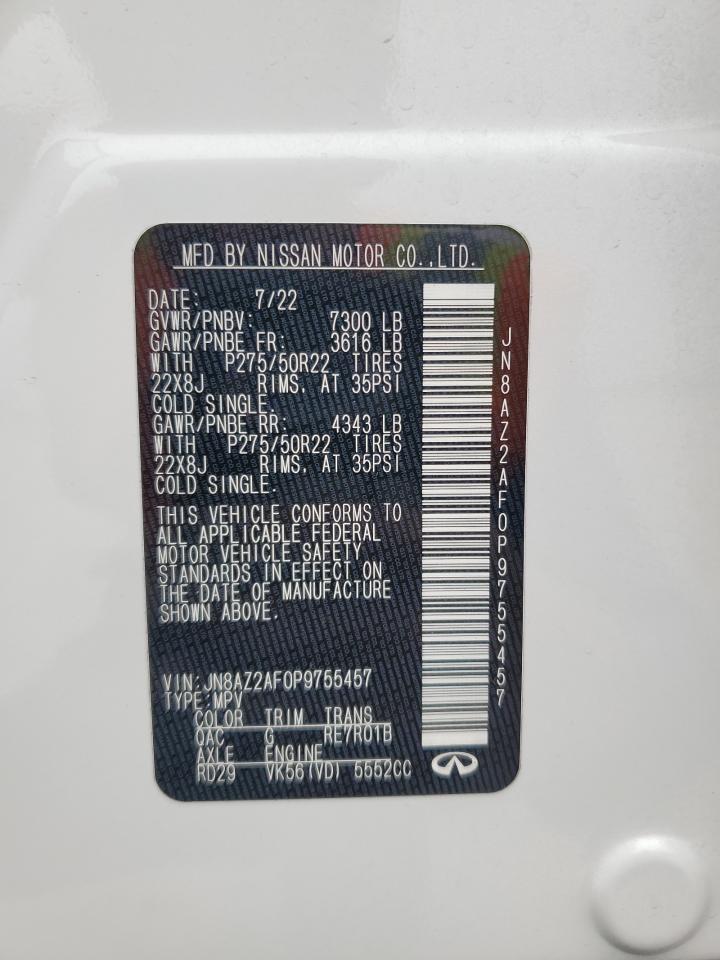 MFD BY NISSAN MOTOR CO.,LTD.
DATE: 7/22
GVWR/PNBV: 7300 LB
GAWR/PNBE FR: 3616 LB
WITH P275/50R22 TIRES
22X8J RIMS, AT 35PSI
COLD SINGLE.
GAWR/PNBE RR: 4343 LB
WITH P275/50R22 TIRES
22X8J RIMS, AT 35PSI
COLD SINGLE.
THIS VEHICLE CONFORMS TO
ALL APPLICABLE FEDERAL
MOTOR VEHICLE SAFETY
STANDARDS IN EFFECT ON
THE DATE OF MANUFACTURE
SHOWN ABOVE.
VIN:JN8AZ2AF0P9755457
TYPE:MPV
COLOR TRIM TRANS
QAC G RE7R01B
AXLE ENGINE
RD29 VK56(VD) 5552CC
JN8AZ2AF0P9755457